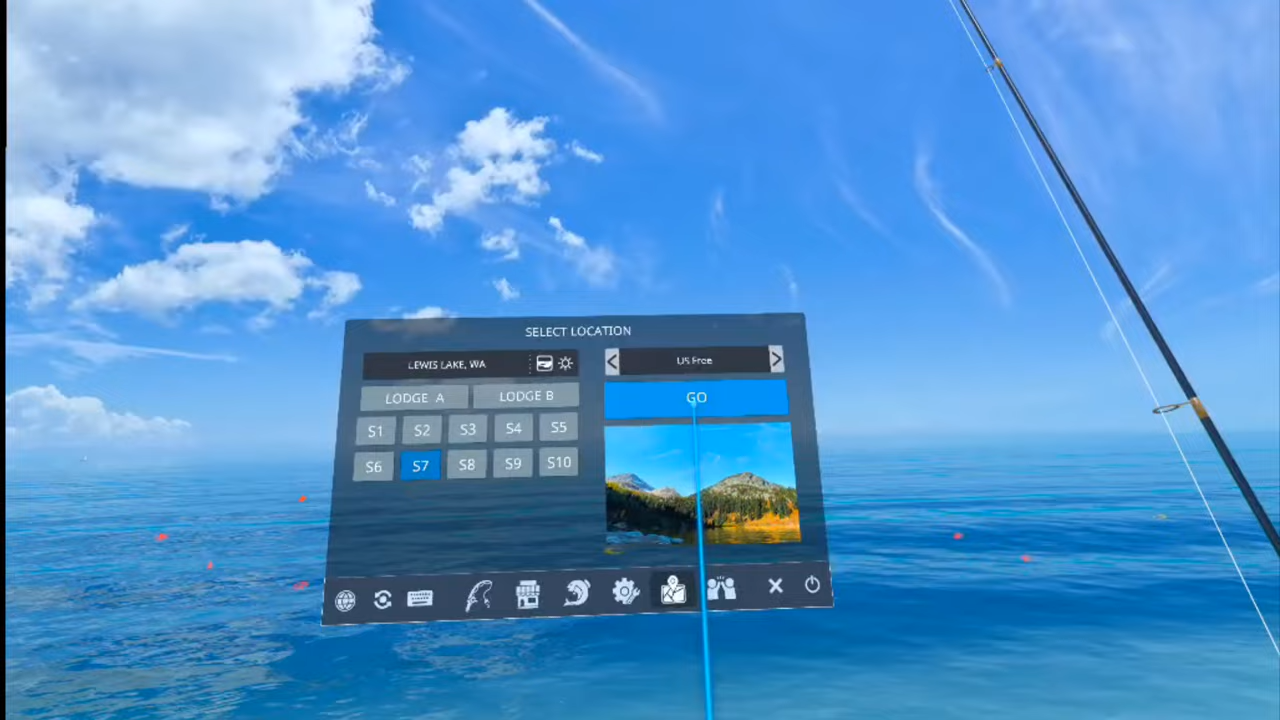 SELECT LOCATION
LEWIS LAKE, WA
US Free
LODGE A
LODGE B
GO
S1
S2
S3
S4
S5
S6
S7
S8
S9
S10